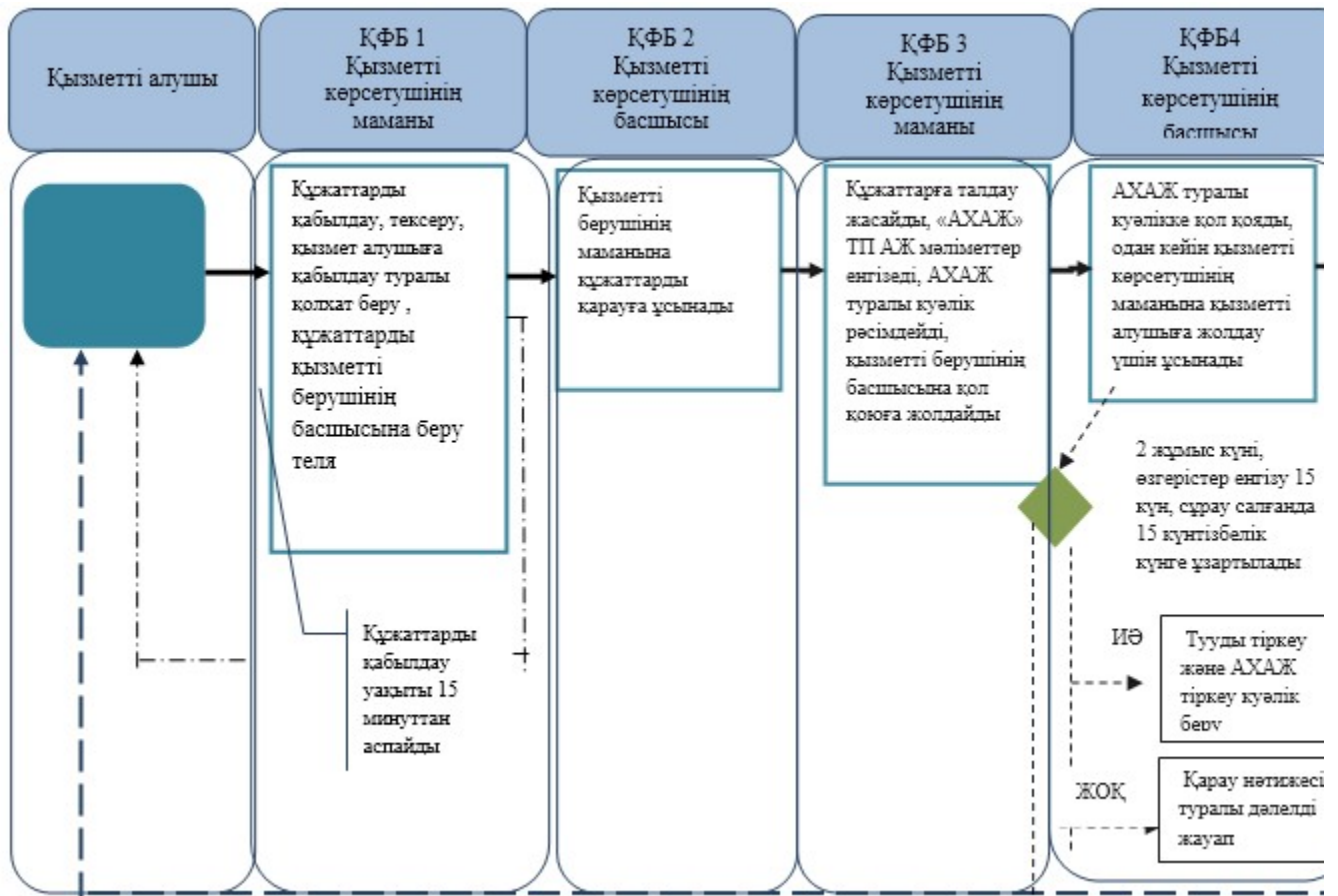 Қызметті алушы
ҚФБ 1
Қызметті
көрсетушінің
маманы
ҚФБ 2
Қызметті
көрсетушінің
басшысы
ҚФБ 3
Қызметті
көрсетушінің
маманы
ҚФБ4
Қызметті
көрсетушінің
басшысы
Құжаттарды
қабылдау, тексеру,
қызмет алушыға
қабылдау туралы
қолхат беру ,
құжаттарды
қызметті
берушінің
басшысына беру
теля
Қызметті
берушінің
маманына
құжаттарды
қарауға ұсынады
Құжаттарға талдау
жасайды, «АХАЖ»
ТП АЖ мәліметтер
енгізеді, АХАЖ
туралы куәлік
рәсімдейді,
қызметті берушінің
басшысына қол
қоюға жолдайды
АХАЖ туралы
куәлікке қол қояды,
одан кейін қызметті
көрсетушінің
маманына қызметті
алушыға жолдау
үшін ұсынады
2 жұмыс күні,
өзгерістер енгізу 15
күн, сұрау салғанда
15 күнтізбелік
күнге ұзартылады
Құжаттарды
қабылдау
уақыты 15
минуттан
аспайды
ИӘ
Тууды тіркеу
және АХАЖ
тіркеу куәлік
беру
ЖОҚ
Қарау нәтижесі
туралы дәлелді
жауап